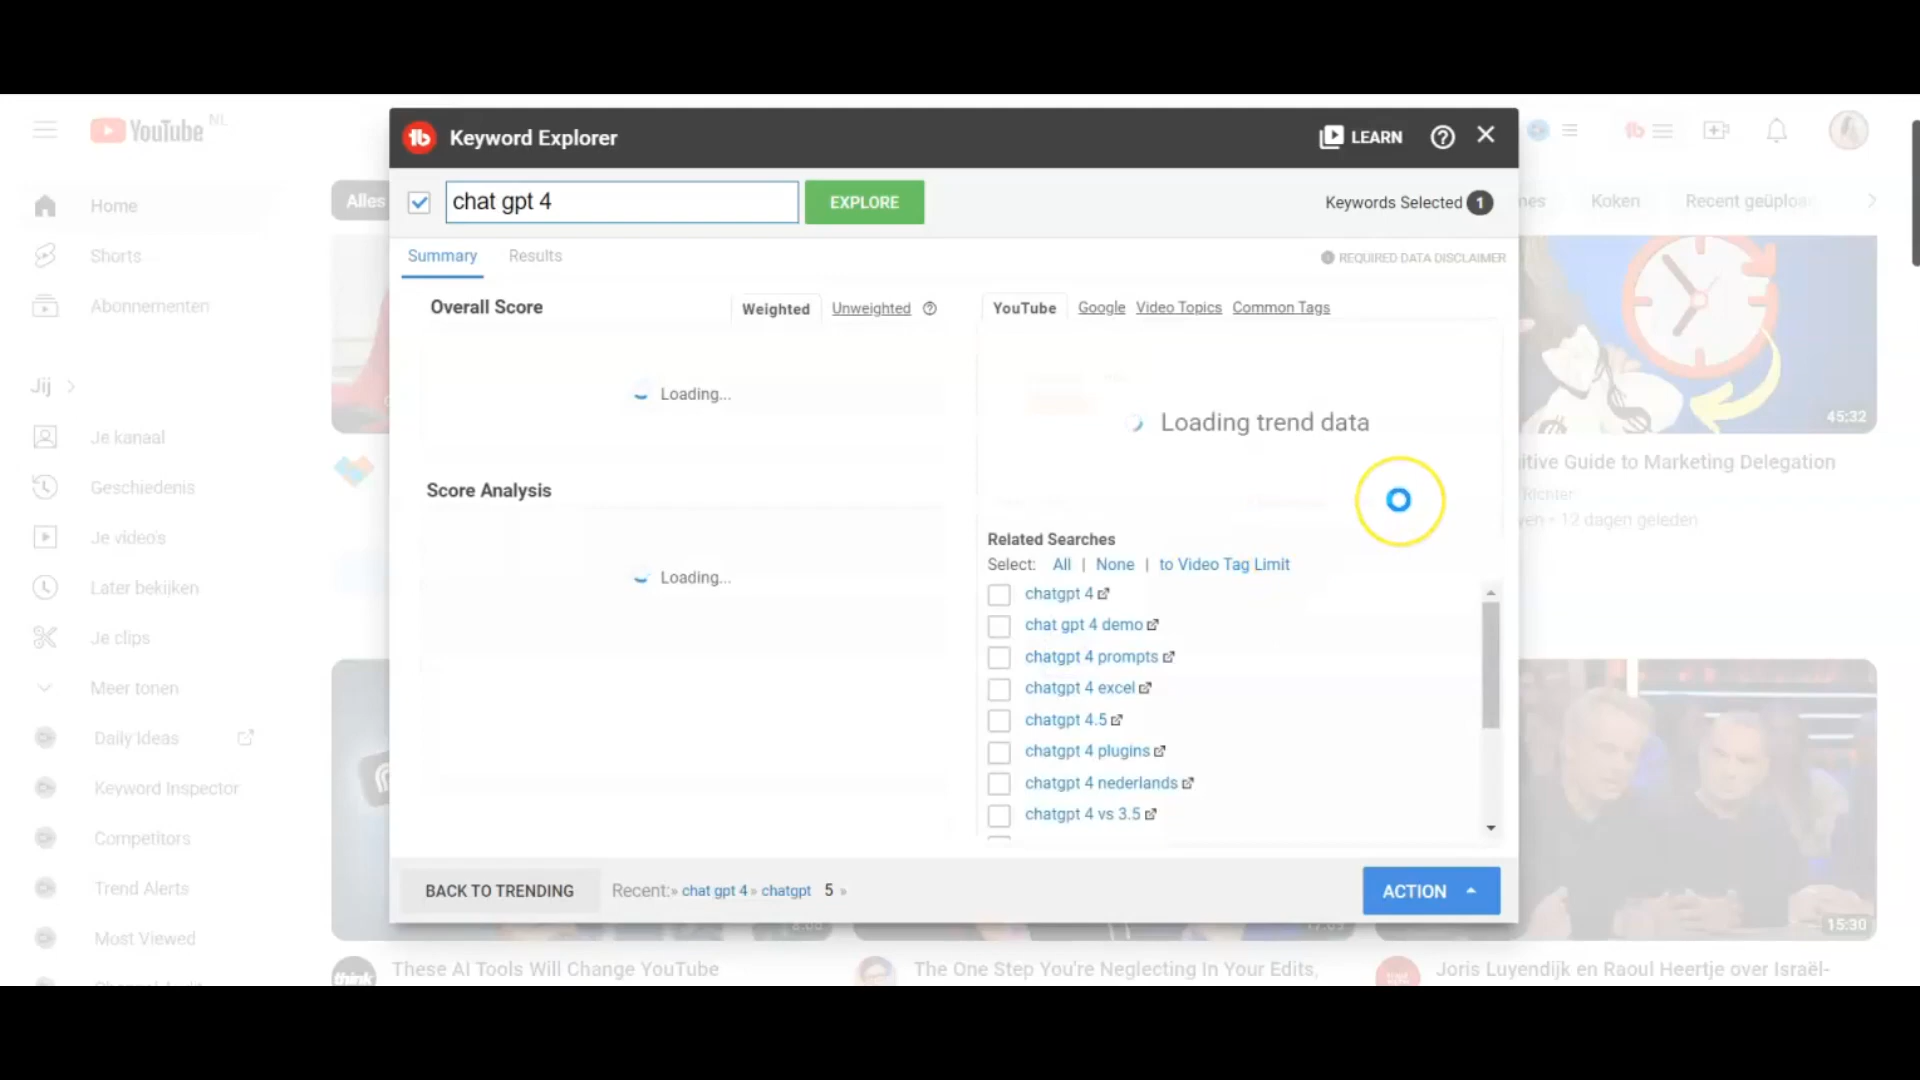 YouTube NL
Home
Shorts
Abonnementen
Jij
Je kanaal
Geschiedenis
Je video's
Later bekijken
Je clips
Meer tonen
Daily Ideas
Keyword Inspector
Competitors
Trend Alerts
Most Viewed
Alles
Keyword Explorer
LEARN
chat gpt 4
EXPLORE
Keywords Selected 1
Koken
Summary
Results
REQUIRED DATA DISCLAIMER
Overall Score
Weighted
Unweighted
YouTube
Google
Video Topics
Common Tags
Loading...
Loading trend data
Score Analysis
Loading...
Related Searches
Select: All | None | to Video Tag Limit
chatgpt 4
chat gpt 4 demo
chatgpt 4 prompts
chatgpt 4 excel
chatgpt 4.5
chatgpt 4 plugins
chatgpt 4 nederlands
chatgpt 4 vs 3.5
BACK TO TRENDING
Recent:» chat gpt 4 » chatgpt 5 »
ACTION
45:32
Guide to Marketing Delegation
• 12 dagen geleden
15:30
These AI Tools Will Change YouTube
The One Step You're Neglecting In Your Edits,
Joris Luyendijk en Raoul Heertje over Israël-
think